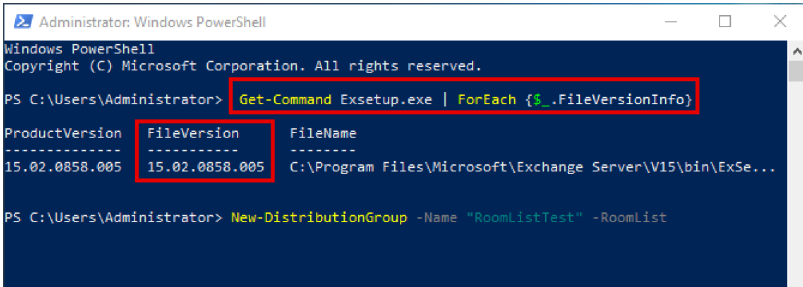 Administrator: Windows PowerShell
Windows PowerShell
Copyright (C) Microsoft Corporation. All rights reserved.
PS C:\Users\Administrator> Get-Command Exsetup.exe | ForEach {$_.FileVersionInfo}
ProductVersion   FileVersion      FileName
--------------   -----------      --------
15.02.0858.005   15.02.0858.005   C:\Program Files\Microsoft\Exchange Server\V15\bin\ExSe...
PS C:\Users\Administrator> New-DistributionGroup -Name "RoomListTest" -RoomList